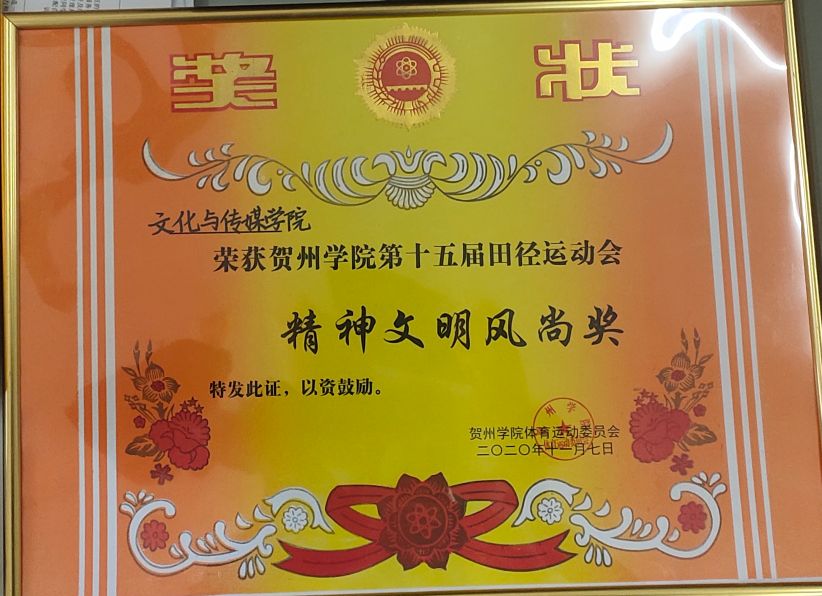 奖 状
文化与传媒学院
荣获贺州学院第十五届田径运动会
精神文明风尚奖
特发此证，以资鼓励。
贺州学院体育运动委员会
二〇二〇年十一月七日